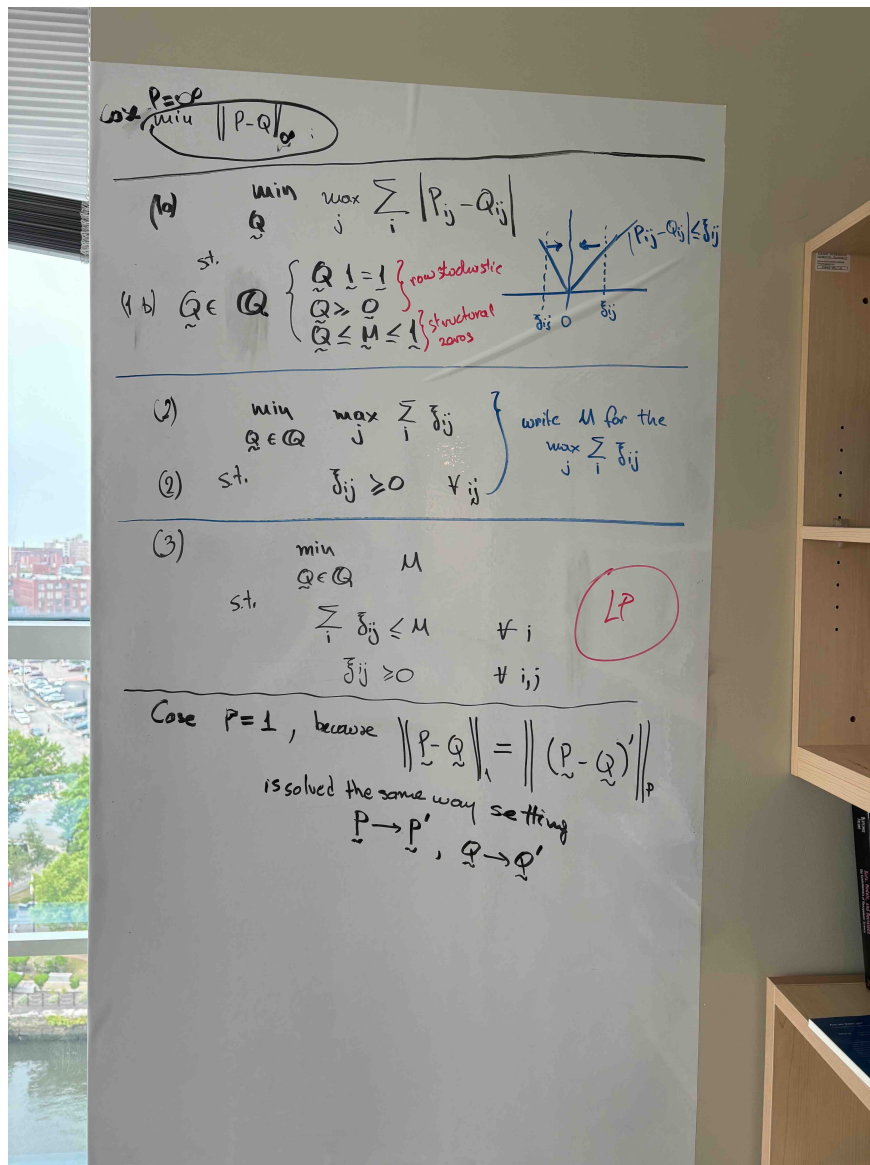 Case P=∞
min ‖P-Q‖∞ .
(1a) min Q max j ∑ i |Pij - Qij|
st.
(1b) Q ∈ ℚ { Q 1 = 1 } row stochastic
Q ≥ 0
Q ≤ M ≤ 1 } structural zeros
|Pij - Qij| ≤ ξij
ξij 0 ξij
(2) min Q ∈ ℚ max j ∑ i ξij
(2) s.t. ξij ≥ 0 ∀ ij
write M for the
max j ∑ i ξij
(3) min Q ∈ ℚ M
s.t.
∑ i ξij ≤ M ∀ i
ξij ≥ 0 ∀ i,j
LP
Case P=1, because ‖P-Q‖1 = ‖(P-Q)'‖P
is solved the same way setting
P → P', Q → Q'